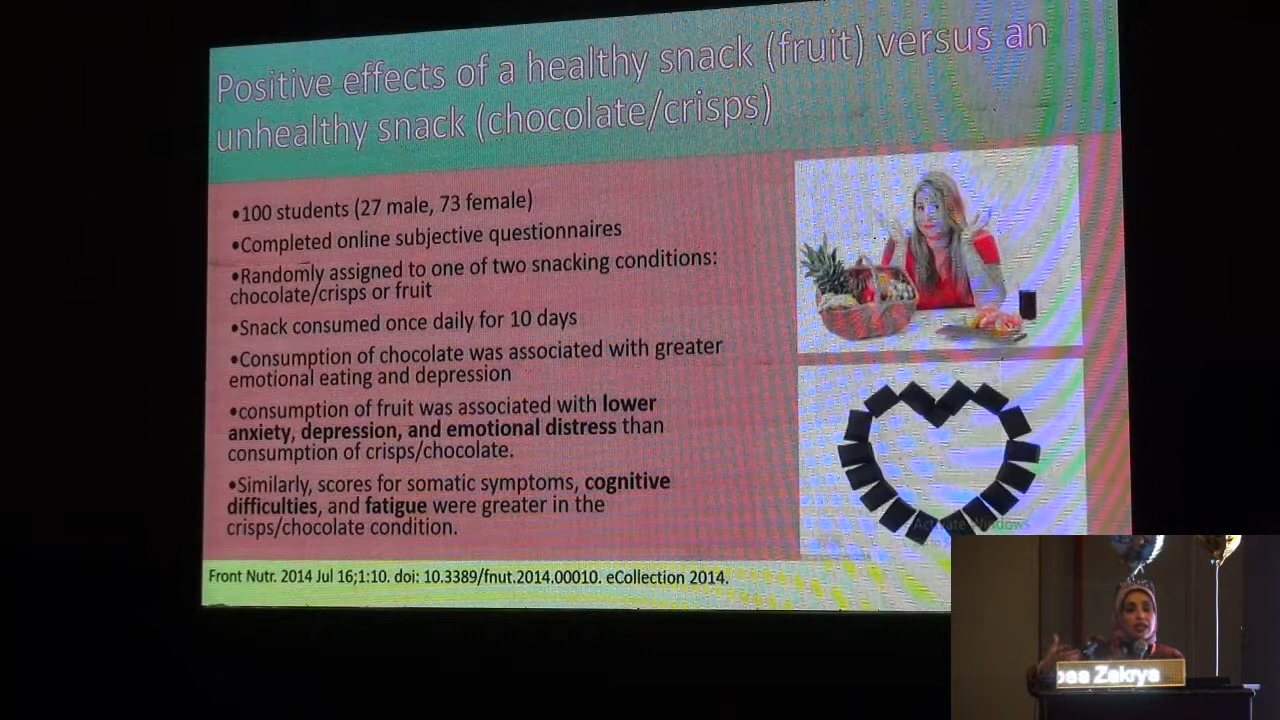 Positive effects of a healthy snack (fruit) versus an
unhealthy snack (chocolate/crisps)
•100 students (27 male, 73 female)
•Completed online subjective questionnaires
•Randomly assigned to one of two snacking conditions:
chocolate/crisps or fruit
•Snack consumed once daily for 10 days
•Consumption of chocolate was associated with greater
emotional eating and depression
•consumption of fruit was associated with lower
anxiety, depression, and emotional distress than
consumption of crisps/chocolate.
•Similarly, scores for somatic symptoms, cognitive
difficulties, and fatigue were greater in the
crisps/chocolate condition.
Activate Windows
Front Nutr. 2014 Jul 16;1:10. doi: 10.3389/fnut.2014.00010. eCollection 2014.
Zakrya